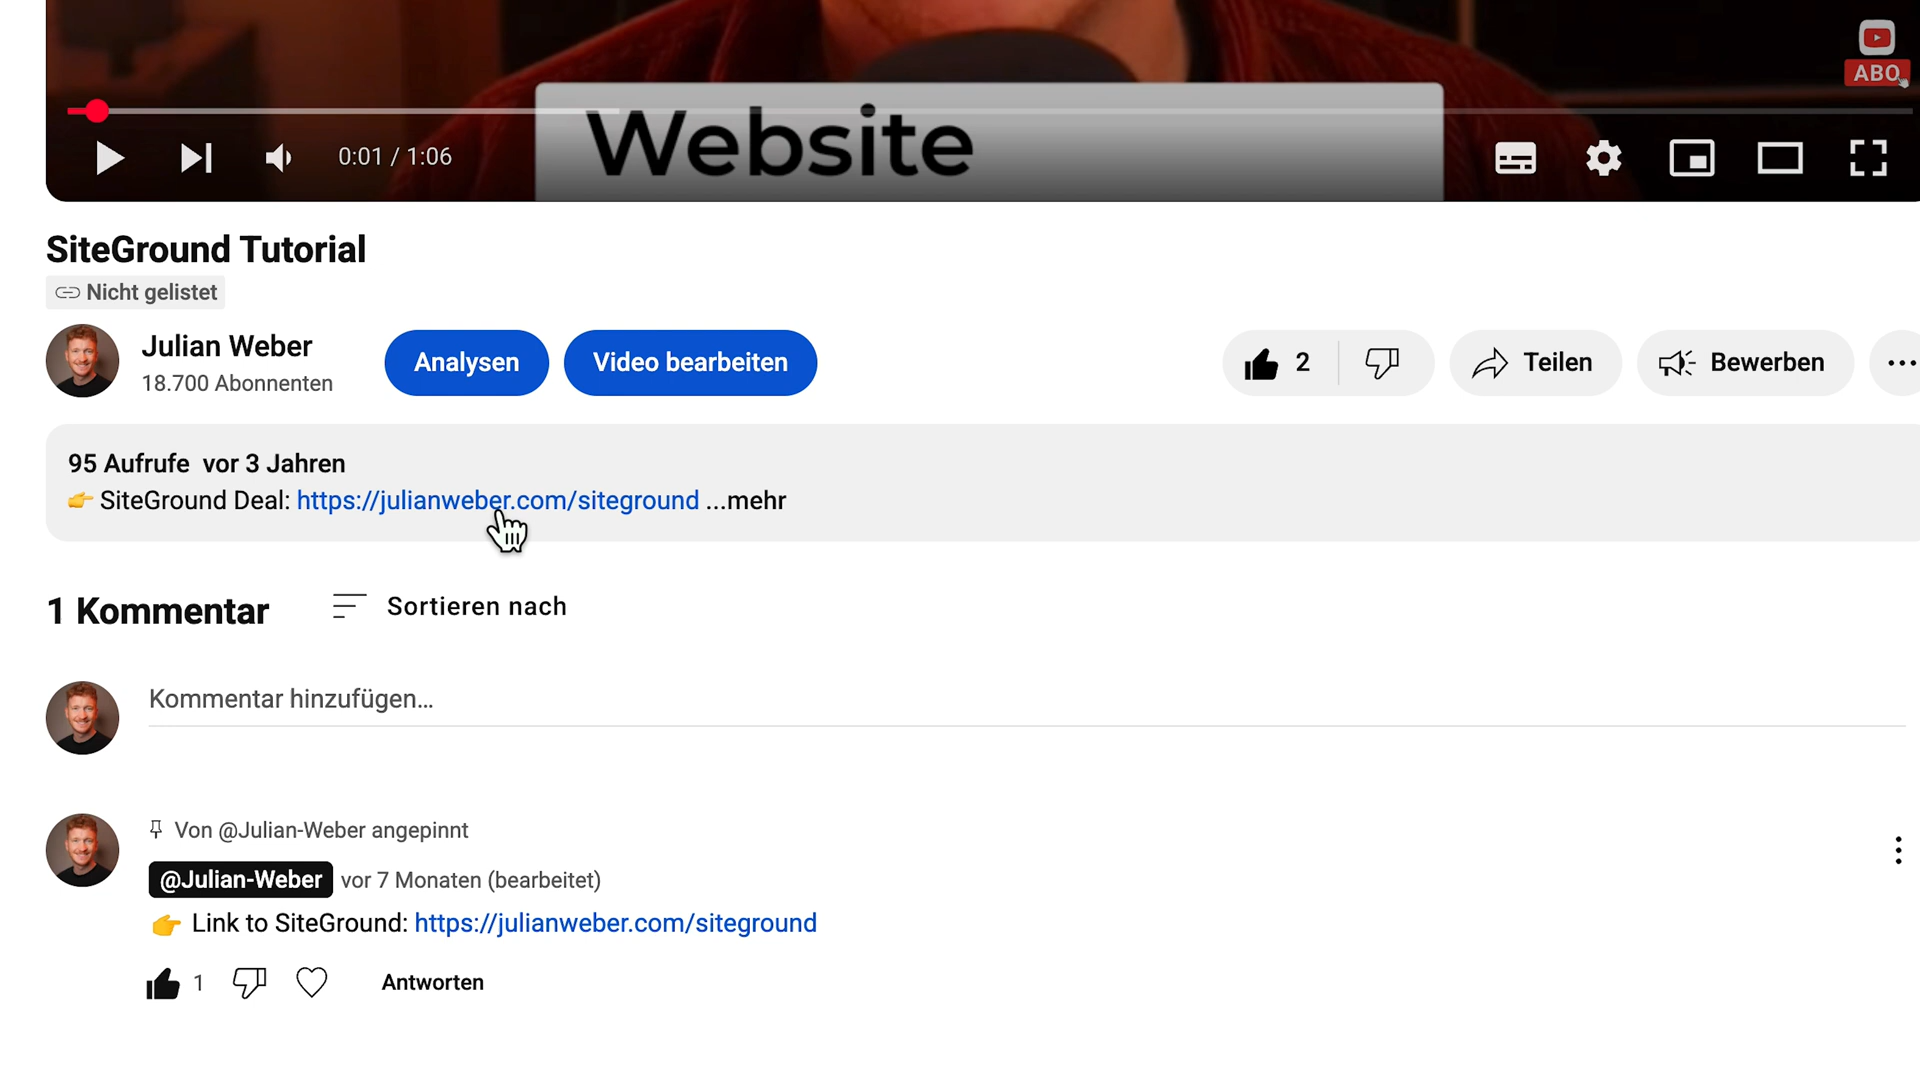 ABO
Website
0:01 / 1:06
SiteGround Tutorial
Nicht gelistet
Julian Weber
18.700 Abonnenten
Analysen
Video bearbeiten
2
Teilen
Bewerben
95 Aufrufe vor 3 Jahren
👉 SiteGround Deal: https://julianweber.com/siteground ...mehr
1 Kommentar
Sortieren nach
Kommentar hinzufügen...
Von @Julian-Weber angepinnt
@Julian-Weber vor 7 Monaten (bearbeitet)
👉 Link to SiteGround: https://julianweber.com/siteground
1
Antworten